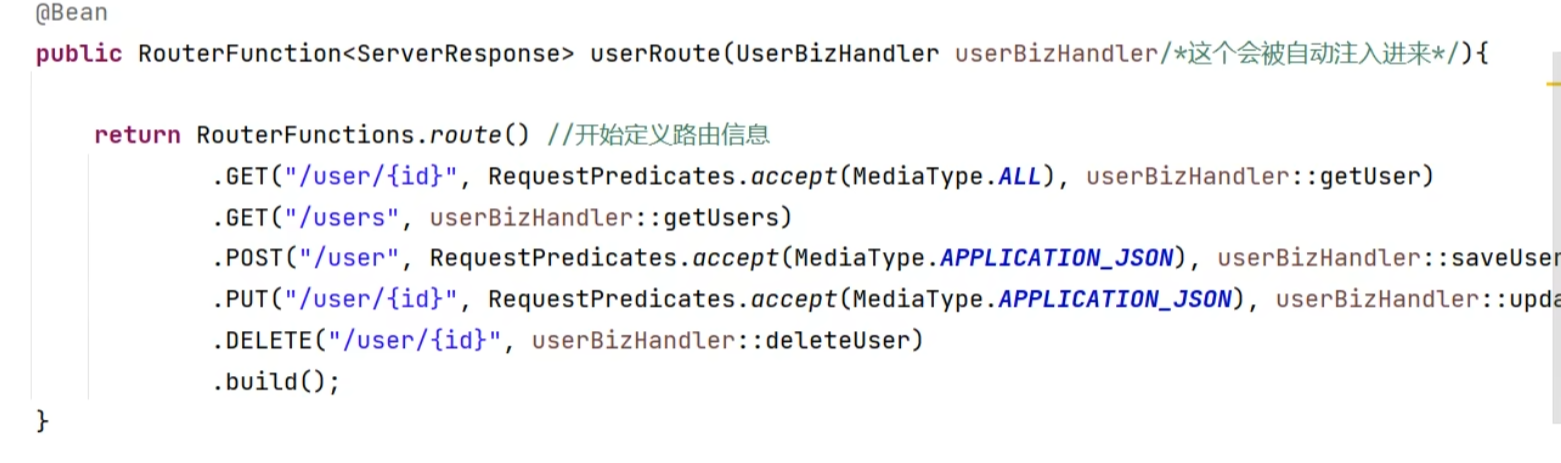 @Bean
public RouterFunction<ServerResponse> userRoute(UserBizHandler userBizHandler/*这个会被自动注入进来*/){
return RouterFunctions.route() //开始定义路由信息
.GET("/user/{id}", RequestPredicates.accept(MediaType.ALL), userBizHandler::getUser)
.GET("/users", userBizHandler::getUsers)
.POST("/user", RequestPredicates.accept(MediaType.APPLICATION_JSON), userBizHandler::saveUser
.PUT("/user/{id}", RequestPredicates.accept(MediaType.APPLICATION_JSON), userBizHandler::upda
.DELETE("/user/{id}", userBizHandler::deleteUser)
.build();
}